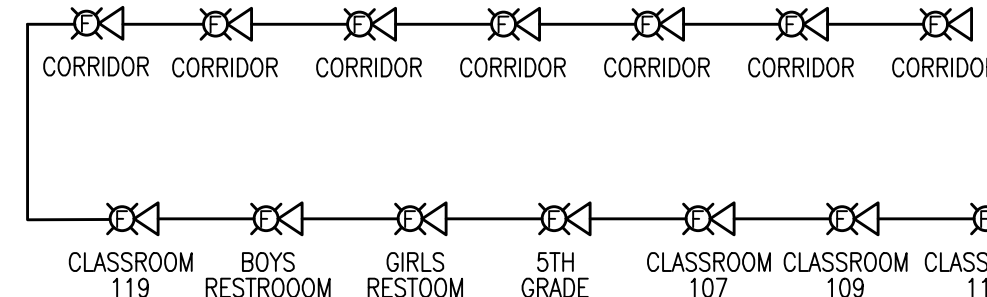 F F F F F F F
CORRIDOR CORRIDOR CORRIDOR CORRIDOR CORRIDOR CORRIDOR
F F F F F F
CLASSROOM BOYS GIRLS 5TH CLASSROOM CLASSROOM
119 RESTROOOM RESTOOM GRADE 107 109